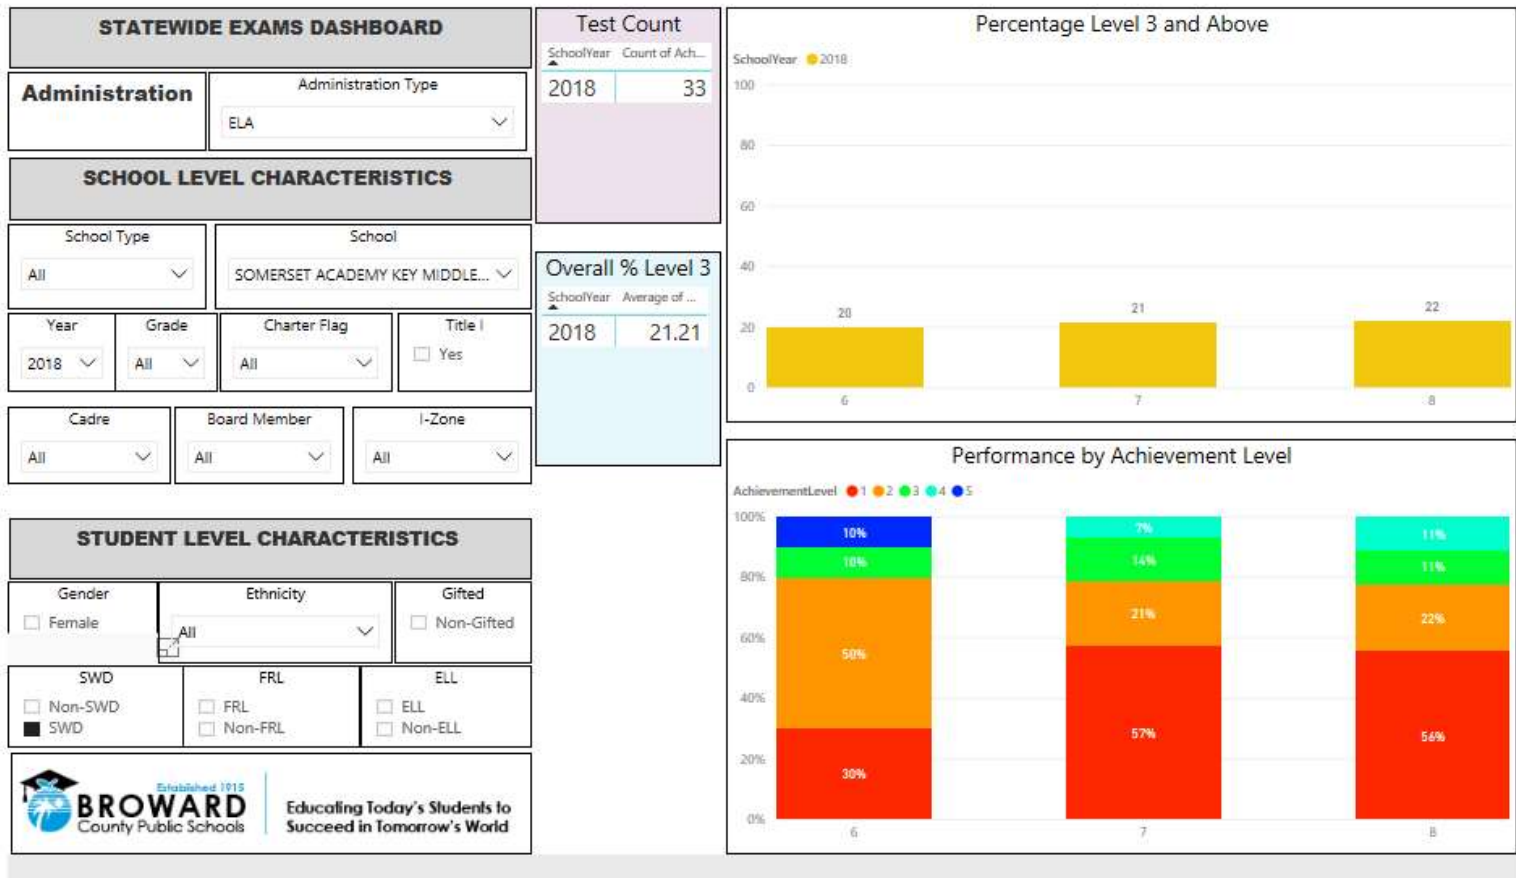 STATEWIDE EXAMS DASHBOARD
Administration
Administration Type
ELA
SCHOOL LEVEL CHARACTERISTICS
School Type
All
School
SOMERSET ACADEMY KEY MIDDLE...
Year
2018
Grade
All
Charter Flag
All
Title I
Yes
Cadre
All
Board Member
All
I-Zone
All
STUDENT LEVEL CHARACTERISTICS
Gender
Female
Ethnicity
All
Gifted
Non-Gifted
SWD
Non-SWD
SWD
FRL
FRL
Non-FRL
ELL
ELL
Non-ELL
Established 1915
BROWARD
County Public Schools
Educating Today's Students to
Succeed in Tomorrow's World
Test Count
SchoolYear Count of Ach...
2018 33
Overall % Level 3
SchoolYear Average of ...
2018 21.21
Percentage Level 3 and Above
SchoolYear 2018
100
80
60
40
20
0
20
21
22
6 7 8
Performance by Achievement Level
AchievementLevel 1 2 3 4 5
100%
80%
60%
40%
20%
0%
10%
10%
50%
30%
7%
14%
21%
57%
11%
11%
22%
56%
6 7 8